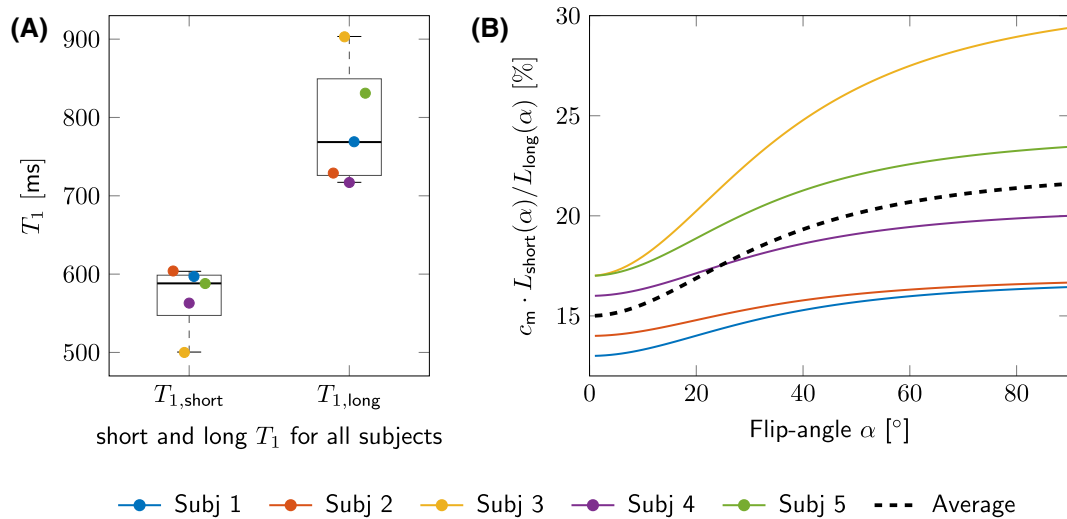 (A)
900
800
700
600
500
T1 [ms]
T1,short T1,long
short and long T1 for all subjects
(B)
30
25
20
15
cm · Lshort(α)/Llong(α) [%]
0 20 40 60 80
Flip-angle α [°]
Subj 1 Subj 2 Subj 3 Subj 4 Subj 5 Average